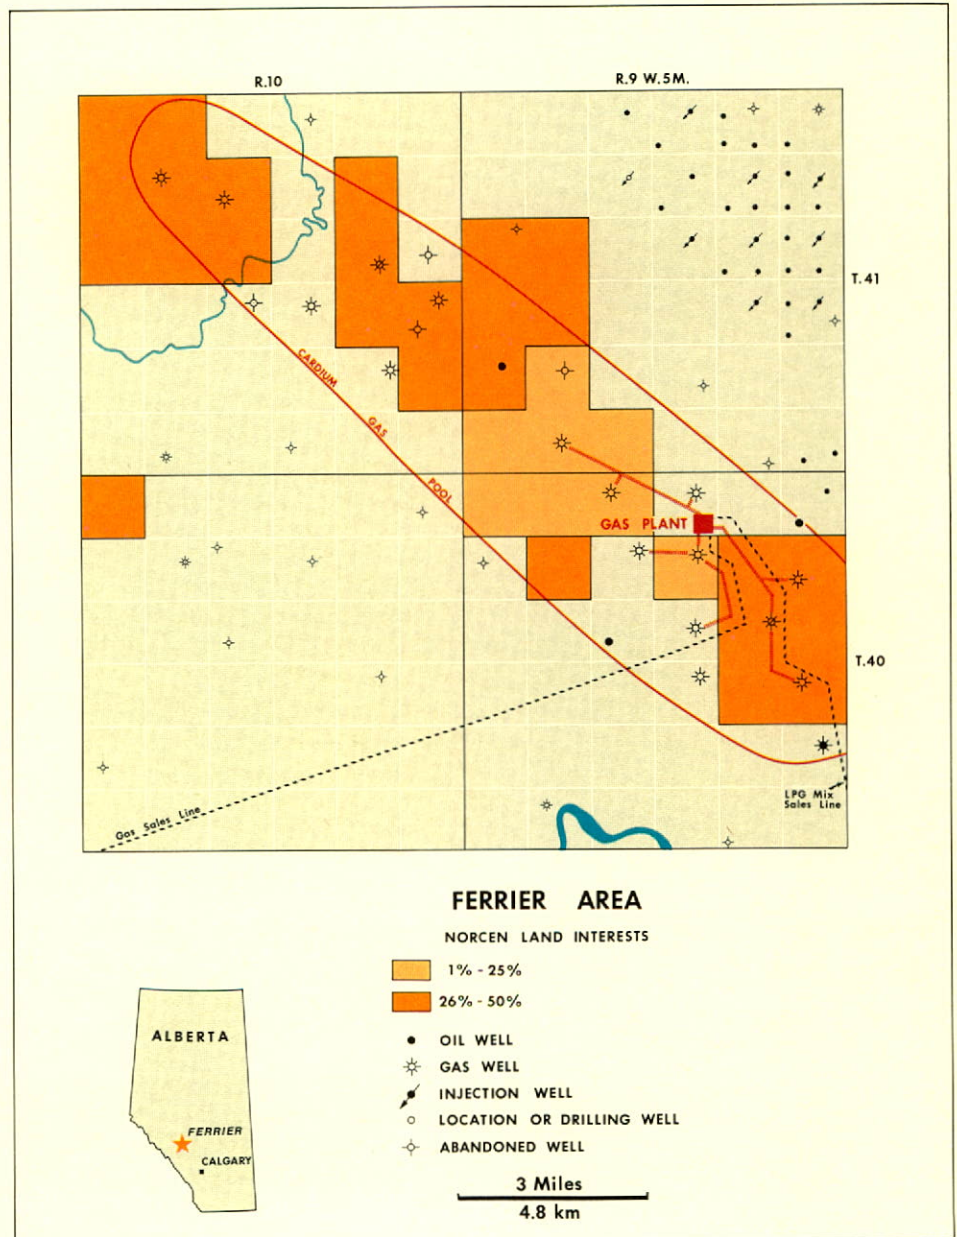 R.10
R.9 W.5M.
T.41
CARDIUM
GAS
POOL
GAS PLANT
T.40
LPG Mix
Sales Line
Gas Sales Line
FERRIER AREA
NORCEN LAND INTERESTS
1% - 25%
26% - 50%
OIL WELL
GAS WELL
INJECTION WELL
LOCATION OR DRILLING WELL
ABANDONED WELL
ALBERTA
FERRIER
CALGARY
3 Miles
4.8 km